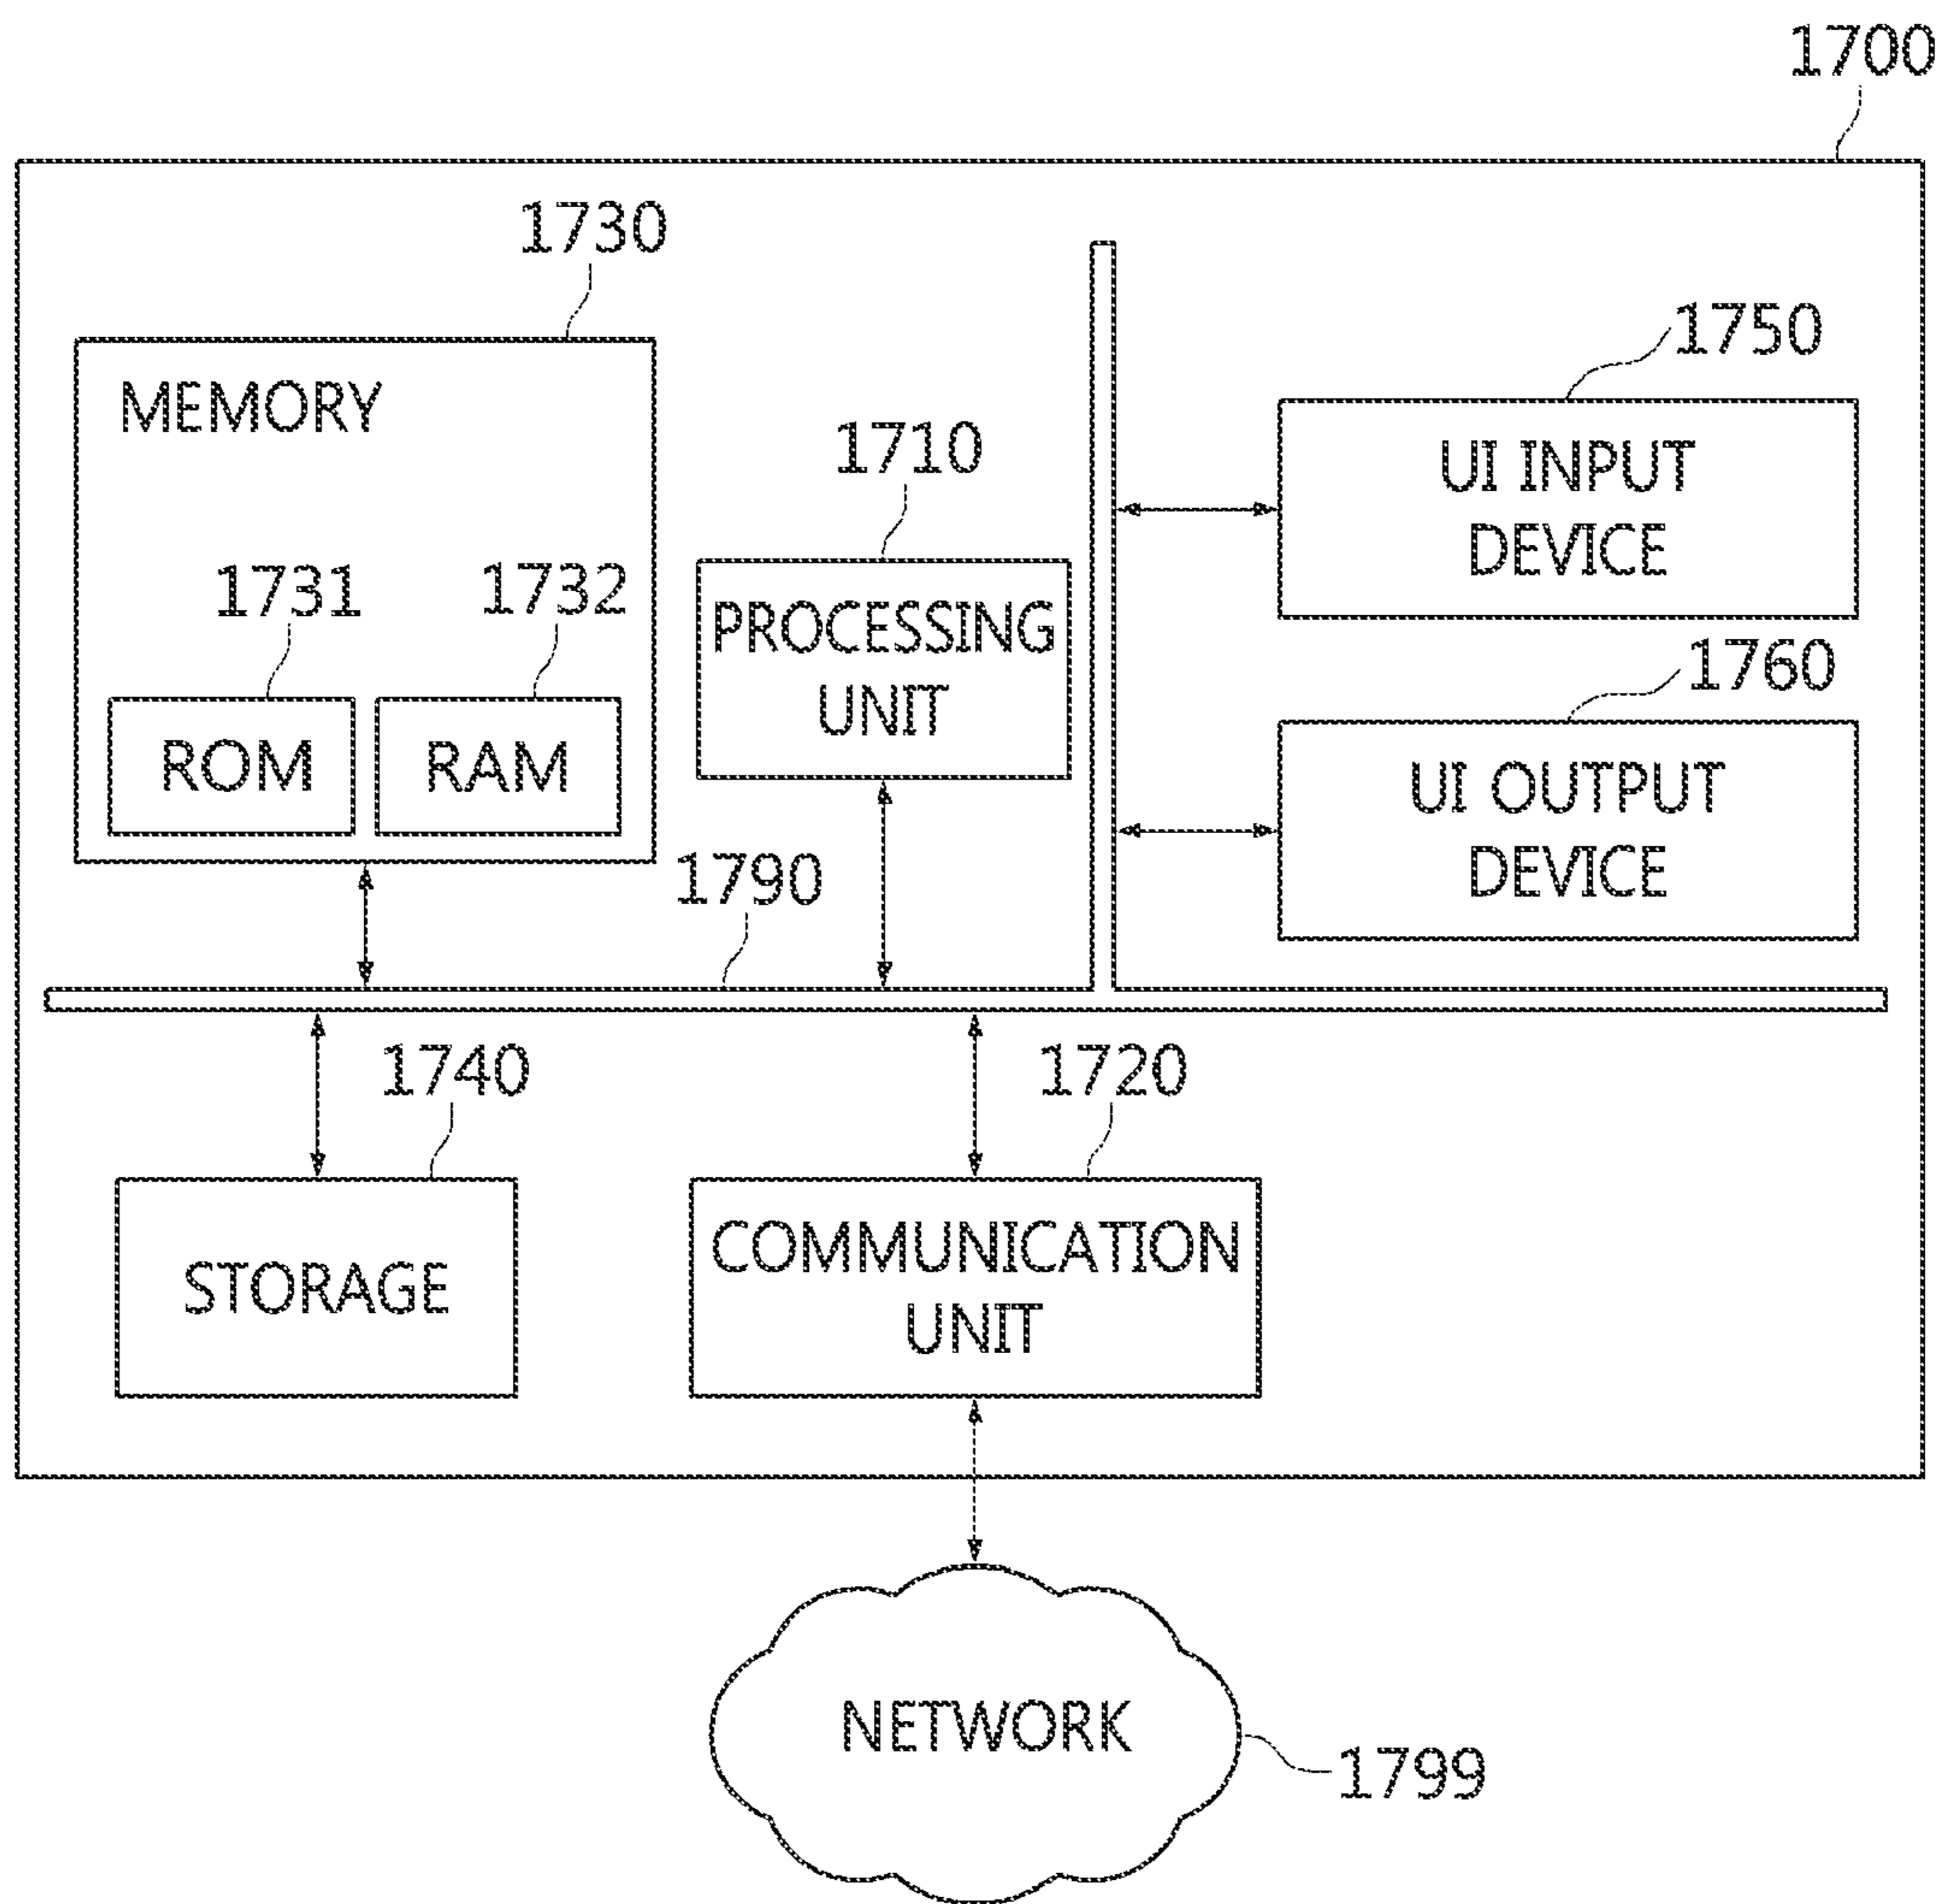 1700
1730
MEMORY
1731
1732
ROM
RAM
1710
PROCESSING
UNIT
1750
UI INPUT
DEVICE
1760
UI OUTPUT
DEVICE
1790
1740
STORAGE
1720
COMMUNICATION
UNIT
NETWORK
1799